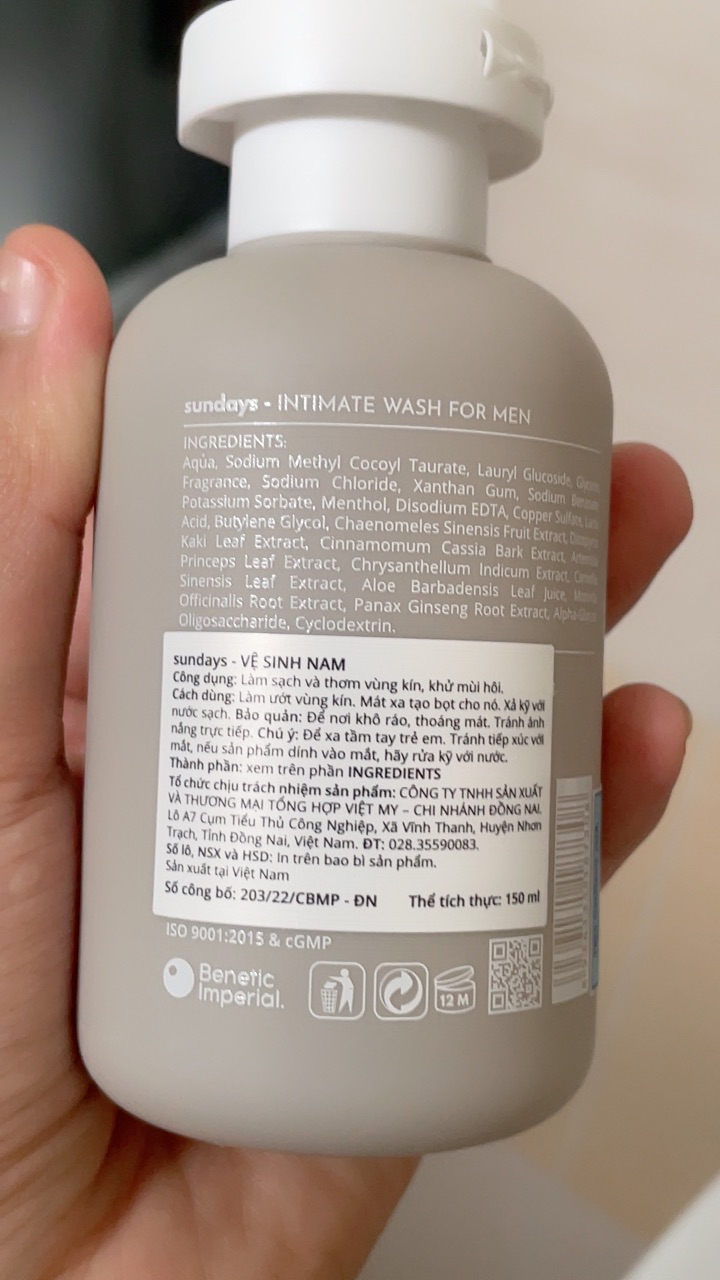 sundays - INTIMATE WASH FOR MEN
INGREDIENTS:
Aqua, Sodium Methyl Cocoyl Taurate, Lauryl Glucoside,
Fragrance, Sodium Chloride, Xanthan Gum, Sodium
Potassium Sorbate, Menthol, Disodium EDTA, Copper Sulfate,
Acid, Butylene Glycol, Chaenomeles Sinensis Fruit Extract,
Kaki Leaf Extract, Cinnamomum Cassia Bark Extract,
Princeps Leaf Extract, Chrysanthellum Indicum Extract,
Sinensis Leaf Extract, Aloe Barbadensis Leaf Juice,
Officinalis Root Extract, Panax Ginseng Root Extract,
Oligosaccharide, Cyclodextrin.
sundays - VỆ SINH NAM
Công dụng: Làm sạch và thơm vùng kín, khử mùi hôi.
Cách dùng: Làm ướt vùng kín. Mát xa tạo bọt cho nó. Xả kỹ với
nước sạch. Bảo quản: Để nơi khô ráo, thoáng mát. Tránh ánh
nắng trực tiếp. Chú ý: Để xa tầm tay trẻ em. Tránh tiếp xúc với
mắt, nếu sản phẩm dính vào mắt, hãy rửa kỹ với nước.
Thành phần: xem trên phần INGREDIENTS
Tổ chức chịu trách nhiệm sản phẩm: CÔNG TY TNHH SẢN XUẤT
VÀ THƯƠNG MẠI TỔNG HỢP VIỆT MY – CHI NHÁNH ĐỒNG NAI.
Lô A7 Cụm Tiểu Thủ Công Nghiệp, Xã Vĩnh Thanh, Huyện Nhơn
Trạch, Tỉnh Đồng Nai, Việt Nam. ĐT: 028.35590083.
Số lô, NSX và HSD: In trên bao bì sản phẩm.
Sản xuất tại Việt Nam
Số công bố: 203/22/CBMP - ĐN Thể tích thực: 150 ml
ISO 9001:2015 & cGMP
Benetic
Imperial.
12 M